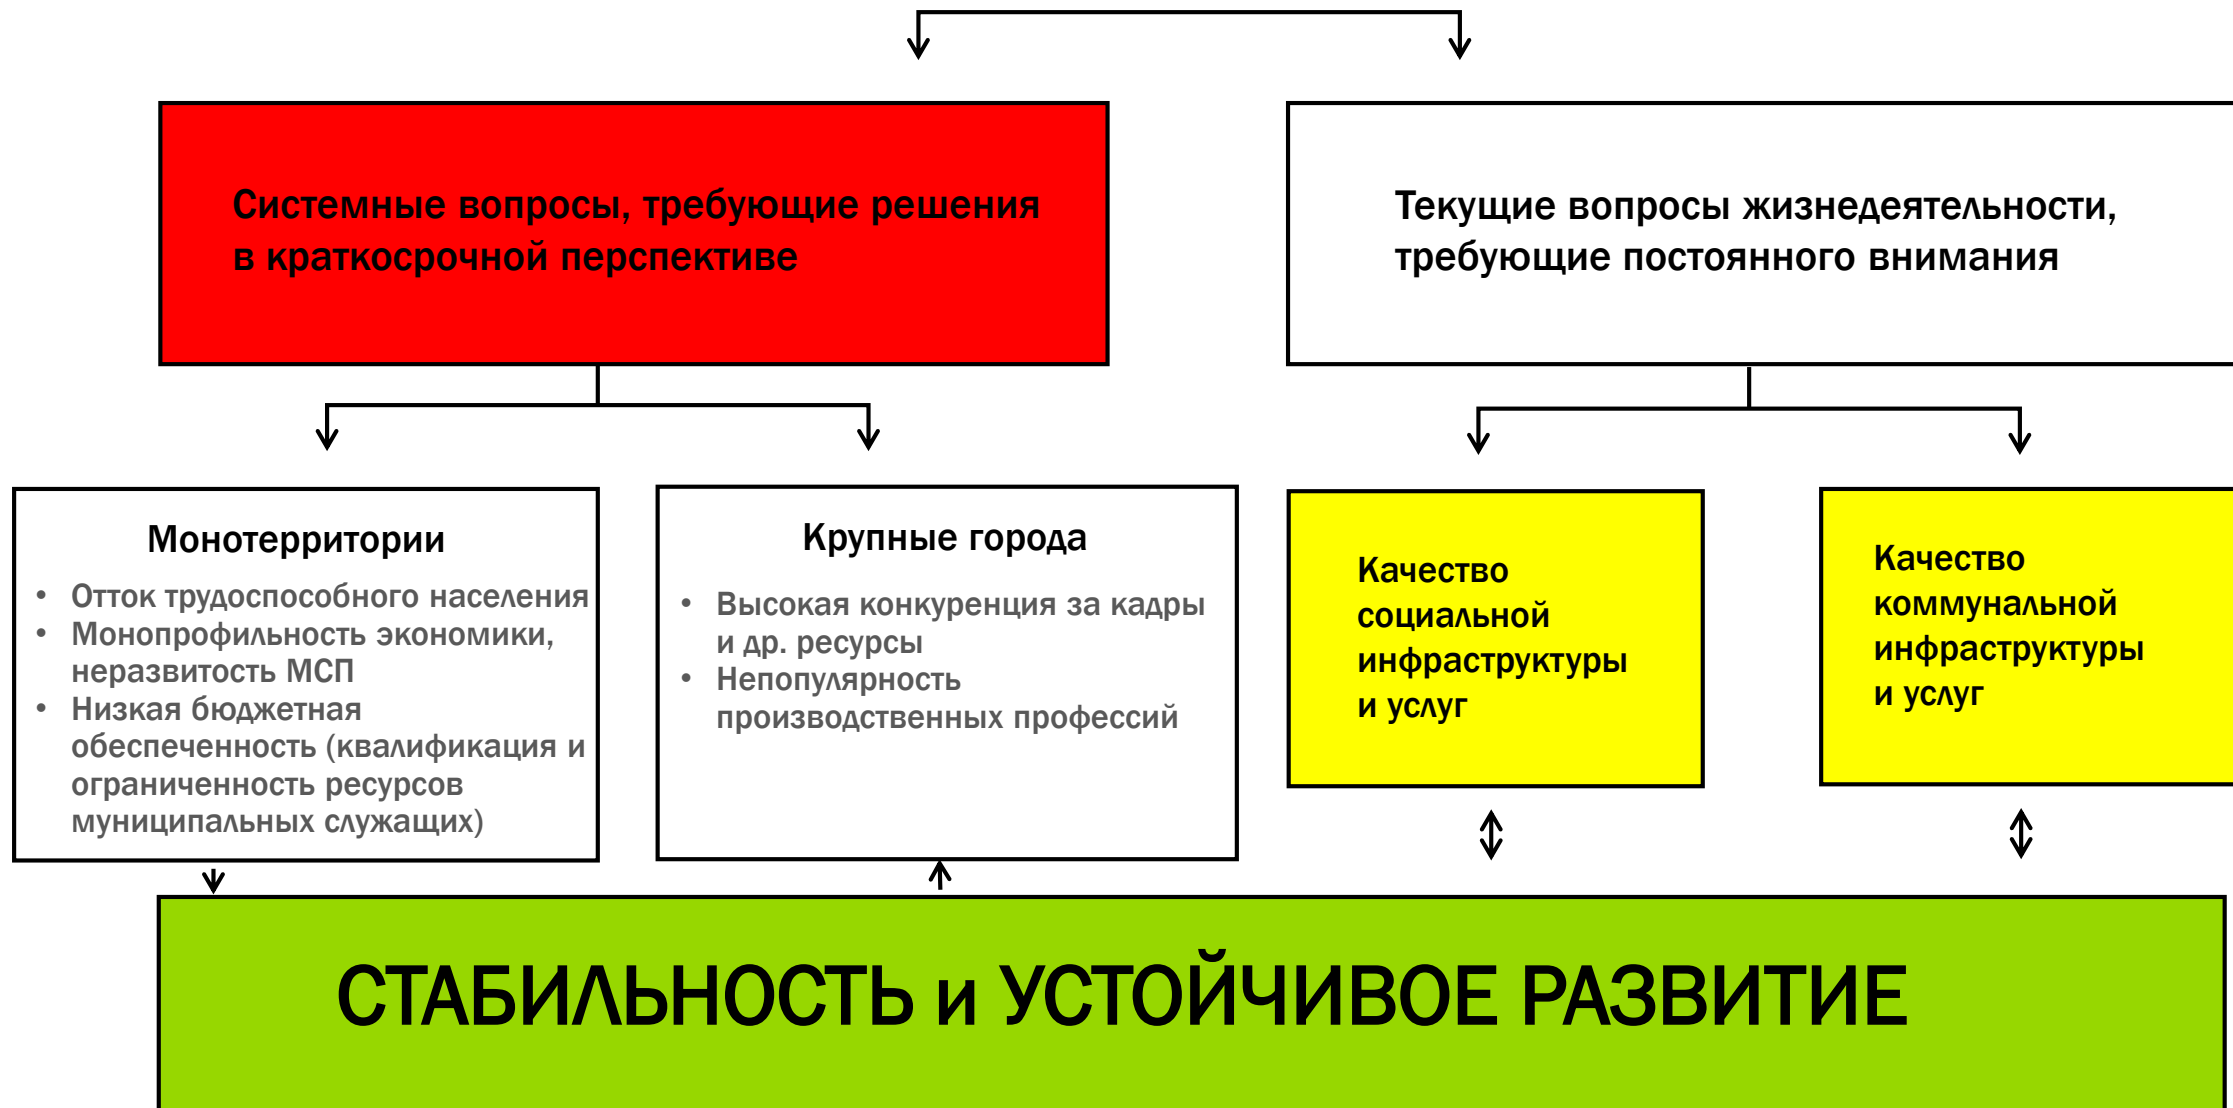 Системные вопросы, требующие решения
в краткосрочной перспективе
Текущие вопросы жизнедеятельности,
требующие постоянного внимания
Монотерритории
• Отток трудоспособного населения
• Монопрофильность экономики,
неразвитость МСП
• Низкая бюджетная
обеспеченность (квалификация и
ограниченность ресурсов
муниципальных служащих)
Крупные города
• Высокая конкуренция за кадры
и др. ресурсы
• Непопулярность
производственных профессий
Качество
социальной
инфраструктуры
и услуг
Качество
коммунальной
инфраструктуры
и услуг
СТАБИЛЬНОСТЬ и УСТОЙЧИВОЕ РАЗВИТИЕ